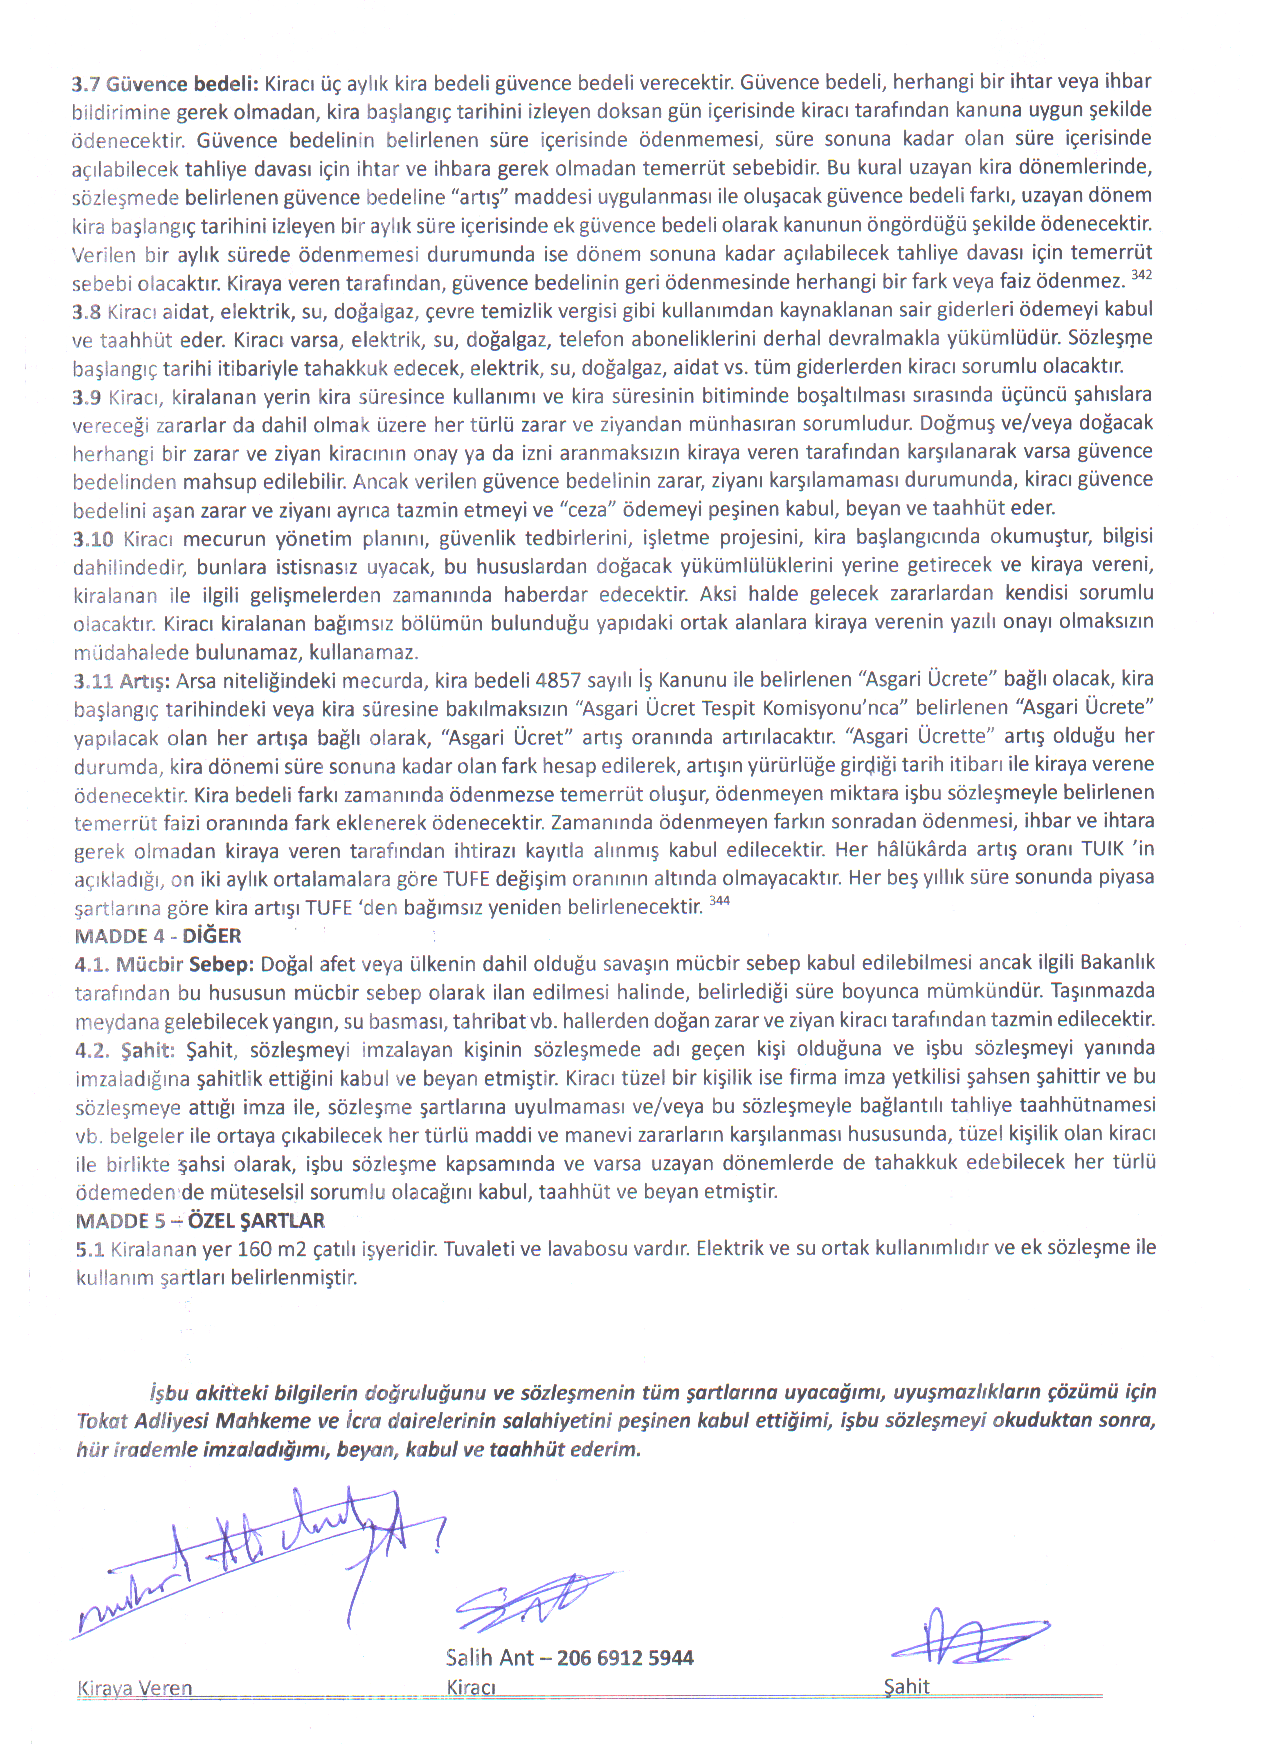 3.7 Güvence bedeli: Kiracı üç aylık kira bedeli güvence bedeli verecektir. Güvence bedeli, herhangi bir ihtar veya ihbar
bildirimine gerek olmadan, kira başlangıç tarihini izleyen doksan gün içerisinde kiracı tarafından kanuna uygun şekilde
ödenecektir. Güvence bedelinin belirlenen süre içerisinde ödenmemesi, süre sonuna kadar olan süre içerisinde
açılabilecek tahliye davası için ihtar ve ihbara gerek olmadan temerrüt sebebidir. Bu kural uzayan kira dönemlerinde,
sözleşmede belirlenen güvence bedeline “artış” maddesi uygulanması ile oluşacak güvence bedeli farkı, uzayan dönem
kira başlangıç tarihini izleyen bir aylık süre içerisinde ek güvence bedeli olarak kanunun öngördüğü şekilde ödenecektir.
Verilen bir aylık sürede ödenmemesi durumunda ise dönem sonuna kadar açılabilecek tahliye davası için temerrüt
sebebi olacaktır. Kiraya veren tarafından, güvence bedelinin geri ödenmesinde herhangi bir fark veya faiz ödenmez. 342
3.8 Kiracı aidat, elektrik, su, doğalgaz, çevre temizlik vergisi gibi kullanımdan kaynaklanan sair giderleri ödemeyi kabul
ve taahhüt eder. Kiracı varsa, elektrik, su, doğalgaz, telefon aboneliklerini derhal devralmakla yükümlüdür. Sözleşme
başlangıç tarihi itibariyle tahakkuk edecek, elektrik, su, doğalgaz, aidat vs. tüm giderlerden kiracı sorumlu olacaktır.
3.9 Kiracı, kiralanan yerin kira süresince kullanımı ve kira süresinin bitiminde boşaltılması sırasında üçüncü şahıslara
vereceği zararlar da dahil olmak üzere her türlü zarar ve ziyandan münhasıran sorumludur. Doğmuş ve/veya doğacak
herhangi bir zarar ve ziyan kiracının onay ya da izni aranmaksızın kiraya veren tarafından karşılanarak varsa güvence
bedelinden mahsup edilebilir. Ancak verilen güvence bedelinin zarar, ziyanı karşılamaması durumunda, kiracı güvence
bedelini aşan zarar ve ziyanı ayrıca tazmin etmeyi ve “ceza” ödemeyi peşinen kabul, beyan ve taahhüt eder.
3.10 Kiracı mecurun yönetim planını, güvenlik tedbirlerini, işletme projesini, kira başlangıcında okumuştur, bilgisi
dahilindedir, bunlara istisnasız uyacak, bu hususlardan doğacak yükümlülüklerini yerine getirecek ve kiraya vereni,
kiralanan ile ilgili gelişmelerden zamanında haberdar edecektir. Aksi halde gelecek zararlardan kendisi sorumlu
olacaktır. Kiracı kiralanan bağımsız bölümün bulunduğu yapıdaki ortak alanlara kiraya verenin yazılı onayı olmaksızın
müdahalede bulunamaz, kullanamaz.
3.11 Artış: Arsa niteliğindeki mecurda, kira bedeli 4857 sayılı İş Kanunu ile belirlenen “Asgari Ücrete” bağlı olacak, kira
başlangıç tarihindeki veya kira süresine bakılmaksızın “Asgari Ücret Tespit Komisyonu’nca” belirlenen “Asgari Ücrete”
yapılacak olan her artışa bağlı olarak, “Asgari Ücret” artış oranında artırılacaktır. “Asgari Ücrette” artış olduğu her
durumda, kira dönemi süre sonuna kadar olan fark hesap edilerek, artışın yürürlüğe girdiği tarih itibarı ile kiraya verene
ödenecektir. Kira bedeli farkı zamanında ödenmezse temerrüt oluşur, ödenmeyen miktara işbu sözleşmeyle belirlenen
temerrüt faizi oranında fark eklenerek ödenecektir. Zamanında ödenmeyen farkın sonradan ödenmesi, ihbar ve ihtara
gerek olmadan kiraya veren tarafından ihtirazı kayıtla alınmış kabul edilecektir. Her hâlükârda artış oranı TUIK ’in
açıkladığı, on iki aylık ortalamalara göre TUFE değişim oranının altında olmayacaktır. Her beş yıllık süre sonunda piyasa
şartlarına göre kira artışı TUFE ’den bağımsız yeniden belirlenecektir. 344
MADDE 4 - DİĞER
4.1. Mücbir Sebep: Doğal afet veya ülkenin dahil olduğu savaşın mücbir sebep kabul edilebilmesi ancak ilgili Bakanlık
tarafından bu hususun mücbir sebep olarak ilan edilmesi halinde, belirlediği süre boyunca mümkündür. Taşınmazda
meydana gelebilecek yangın, su basması, tahribat vb. hallerden doğan zarar ve ziyan kiracı tarafından tazmin edilecektir.
4.2. Şahit: Şahit, sözleşmeyi imzalayan kişinin sözleşmede adı geçen kişi olduğuna ve işbu sözleşmeyi yanında
imzaladığına şahitlik ettiğini kabul ve beyan etmiştir. Kiracı tüzel bir kişilik ise firma imza yetkilisi şahsen şahittir ve bu
sözleşmeye attığı imza ile, sözleşme şartlarına uyulmaması ve/veya bu sözleşmeyle bağlantılı tahliye taahhütnamesi
vb. belgeler ile ortaya çıkabilecek her türlü maddi ve manevi zararların karşılanması hususunda, tüzel kişilik olan kiracı
ile birlikte şahsi olarak, işbu sözleşme kapsamında ve varsa uzayan dönemlerde de tahakkuk edebilecek her türlü
ödemeden de müteselsil sorumlu olacağını kabul, taahhüt ve beyan etmiştir.
MADDE 5 – ÖZEL ŞARTLAR
5.1 Kiralanan yer 160 m2 çatılı işyeridir. Tuvaleti ve lavabosu vardır. Elektrik ve su ortak kullanımlıdır ve ek sözleşme ile
kullanım şartları belirlenmiştir.
İşbu akitteki bilgilerin doğruluğunu ve sözleşmenin tüm şartlarına uyacağımı, uyuşmazlıkların çözümü için
Tokat Adliyesi Mahkeme ve İcra dairelerinin salahiyetini peşinen kabul ettiğimi, işbu sözleşmeyi okuduktan sonra,
hür irademle imzaladığımı, beyan, kabul ve taahhüt ederim.
Salih Ant – 206 6912 5944
Kiraya Veren Kiracı Şahit